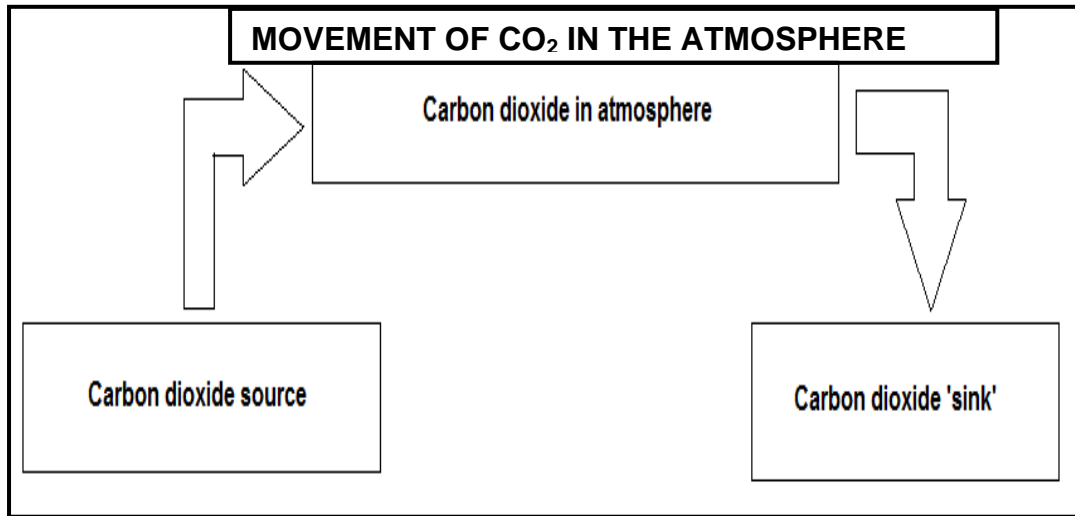 MOVEMENT OF CO₂ IN THE ATMOSPHERE
Carbon dioxide in atmosphere
Carbon dioxide source
Carbon dioxide 'sink'